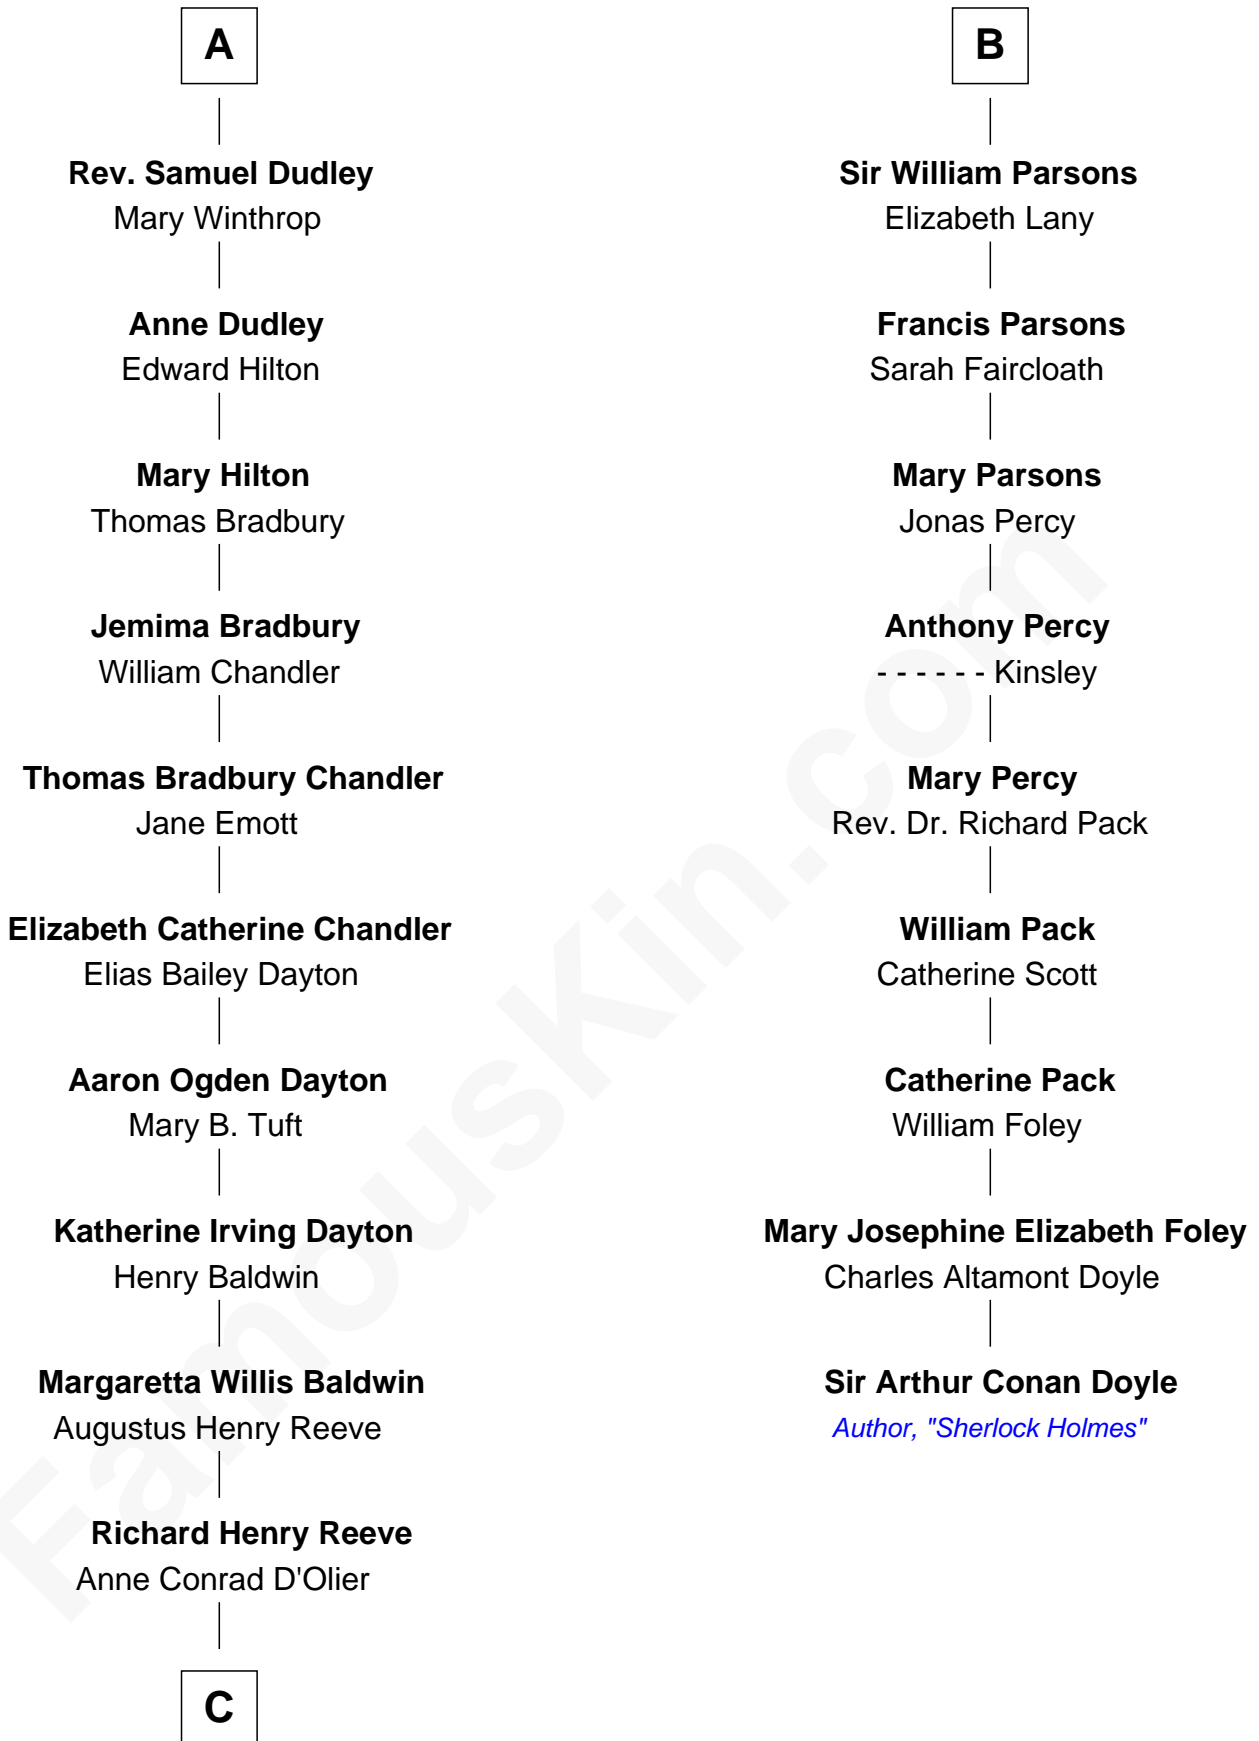 A
Rev. Samuel Dudley
Mary Winthrop
Anne Dudley
Edward Hilton
Mary Hilton
Thomas Bradbury
Jemima Bradbury
William Chandler
Thomas Bradbury Chandler
Jane Emott
Elizabeth Catherine Chandler
Elias Bailey Dayton
Aaron Ogden Dayton
Mary B. Tuft
Katherine Irving Dayton
Henry Baldwin
Margaretta Willis Baldwin
Augustus Henry Reeve
Richard Henry Reeve
Anne Conrad D'Olier
C
B
Sir William Parsons
Elizabeth Lany
Francis Parsons
Sarah Faircloath
Mary Parsons
Jonas Percy
Anthony Percy
- - - - - - Kinsley
Mary Percy
Rev. Dr. Richard Pack
William Pack
Catherine Scott
Catherine Pack
William Foley
Mary Josephine Elizabeth Foley
Charles Altamont Doyle
Sir Arthur Conan Doyle
Author, "Sherlock Holmes"
FamousKin.com